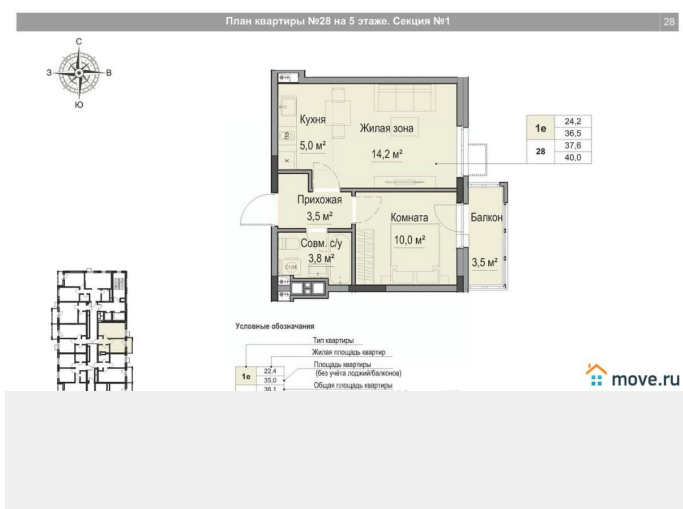 План квартиры №28 на 5 этаже. Секция №1
28
С
З
В
Ю
Кухня
5,0 м²
Жилая зона
14,2 м²
1е
28
24,2
36,5
37,6
40,0
Прихожая
3,5 м²
Комната
10,0 м²
Балкон
3,5 м²
Совм. с/у
3,8 м²
Условные обозначания
Тип квартиры
Жилая площадь квартир
Площадь квартиры
(без учёта лоджий/балконов)
Общая площадь квартиры
1е
22,4
35,0
36,1
move.ru